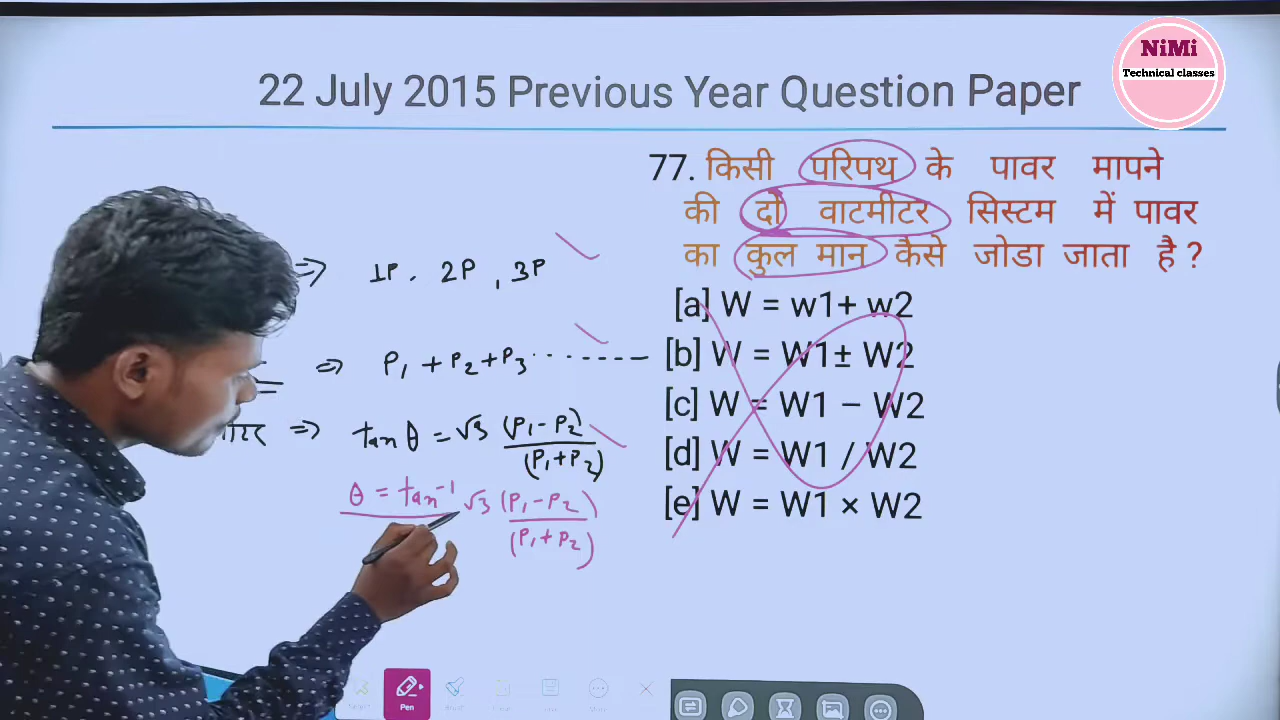 NiMi
Technical classes
22 July 2015 Previous Year Question Paper
77. किसी परिपथ के पावर मापने
की दो वाटमीटर सिस्टम में पावर
का कुल मान कैसे जोडा जाता है ?
[a] W = w1+ w2
[b] W = W1± W2
[c] W = W1 – W2
[d] W = W1 / W2
[e] W = W1 × W2
⇒ 1P . 2P , 3P
⇒ P₁ + P₂ + P₃ .........
⇒ tan θ = √3 (P₁ - P₂) / (P₁ + P₂)
θ = tan⁻¹ √3 (P₁ - P₂) / (P₁ + P₂)
Pen